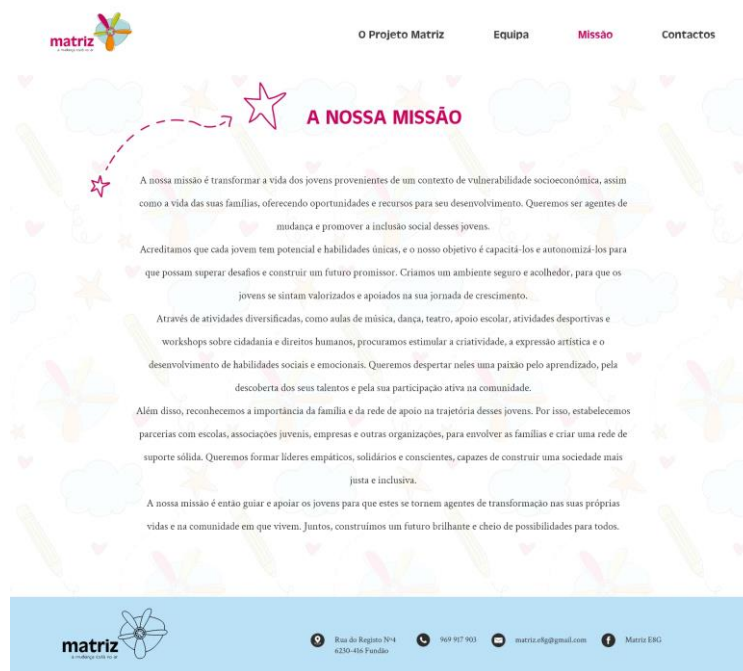 matriz
a mudança está no ar
O Projeto Matriz
Equipa
Missão
Contactos
A NOSSA MISSÃO
A nossa missão é transformar a vida dos jovens provenientes de um contexto de vulnerabilidade socioeconómica, assim
como a vida das suas famílias, oferecendo oportunidades e recursos para seu desenvolvimento. Queremos ser agentes de
mudança e promover a inclusão social desses jovens.
Acreditamos que cada jovem tem potencial e habilidades únicas, e o nosso objetivo é capacitá-los e autonomizá-los para
que possam superar desafios e construir um futuro promissor. Criamos um ambiente seguro e acolhedor, para que os
jovens se sintam valorizados e apoiados na sua jornada de crescimento.
Através de atividades diversificadas, como aulas de música, dança, teatro, apoio escolar, atividades desportivas e
workshops sobre cidadania e direitos humanos, procuramos estimular a criatividade, a expressão artística e o
desenvolvimento de habilidades sociais e emocionais. Queremos despertar neles uma paixão pelo aprendizado, pela
descoberta dos seus talentos e pela sua participação ativa na comunidade.
Além disso, reconhecemos a importância da família e da rede de apoio na trajetória desses jovens. Por isso, estabelecemos
parcerias com escolas, associações juvenis, empresas e outras organizações, para envolver as famílias e criar uma rede de
suporte sólida. Queremos formar líderes empáticos, solidários e conscientes, capazes de construir uma sociedade mais
justa e inclusiva.
A nossa missão é então guiar e apoiar os jovens para que estes se tornem agentes de transformação nas suas próprias
vidas e na comunidade em que vivem. Juntos, construímos um futuro brilhante e cheio de possibilidades para todos.
matriz
a mudança está no ar
Rua do Registo Nº4
6230-416 Fundão
969 917 903
matriz.e8g@gmail.com
Matriz E8G